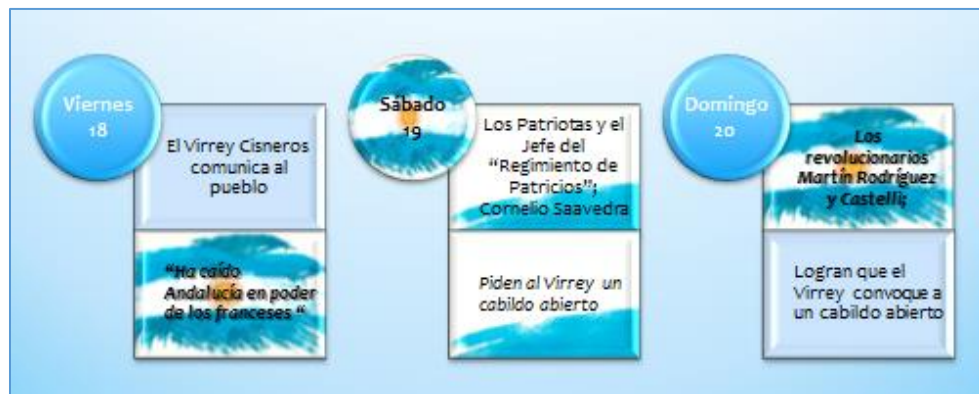 Viernes
18
El Virrey Cisneros
comunica al
pueblo
“Ha caído
Andalucía en poder
de los franceses “
Sábado
19
Los Patriotas y el
Jefe del
“Regimiento de
Patricios”;
Cornelio Saavedra
Piden al Virrey un
cabildo abierto
Domingo
20
Los
revolucionarios
Martín Rodríguez
y Castelli;
Logran que el
Virrey convoque a
un cabildo abierto